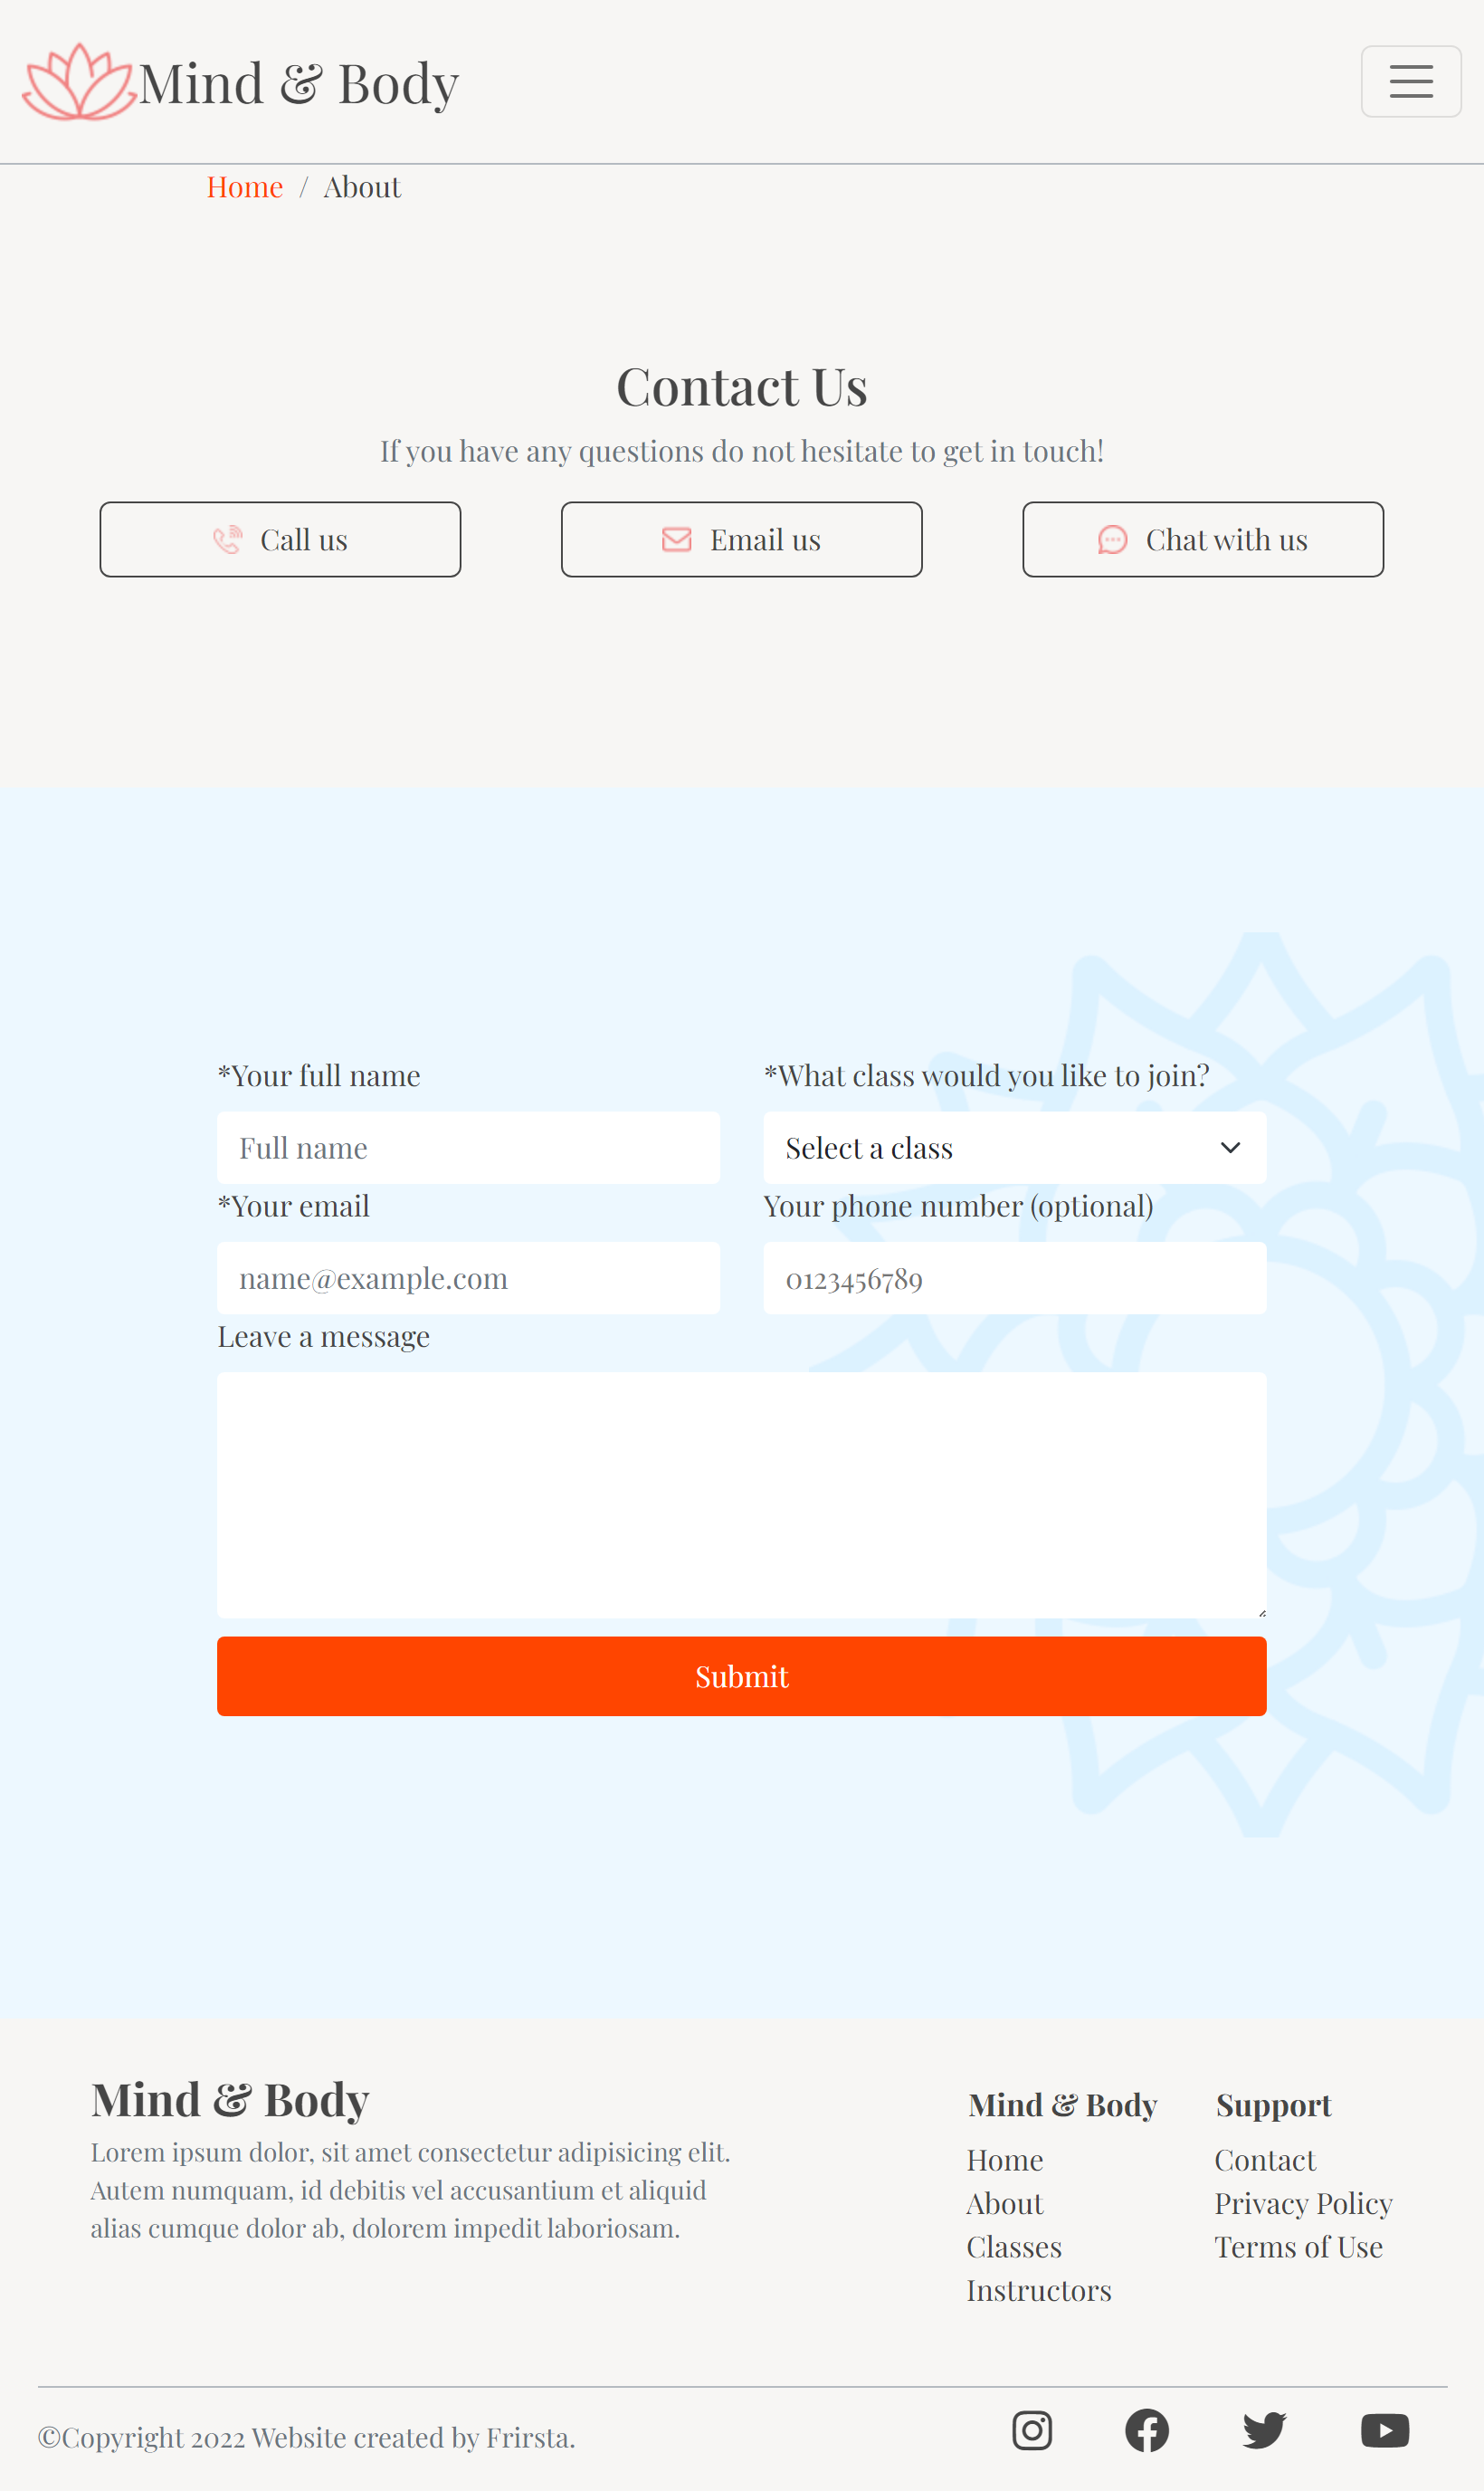 Mind & Body
Home / About
Contact Us
If you have any questions do not hesitate to get in touch!
Call us
Email us
Chat with us
*Your full name
*What class would you like to join?
Full name
Select a class
*Your email
Your phone number (optional)
name@example.com
0123456789
Leave a message
Submit
Mind & Body
Lorem ipsum dolor, sit amet consectetur adipisicing elit.
Autem numquam, id debitis vel accusantium et aliquid
alias cumque dolor ab, dolorem impedit laboriosam.
Mind & Body
Home
About
Classes
Instructors
Support
Contact
Privacy Policy
Terms of Use
©Copyright 2022 Website created by Frirsta.